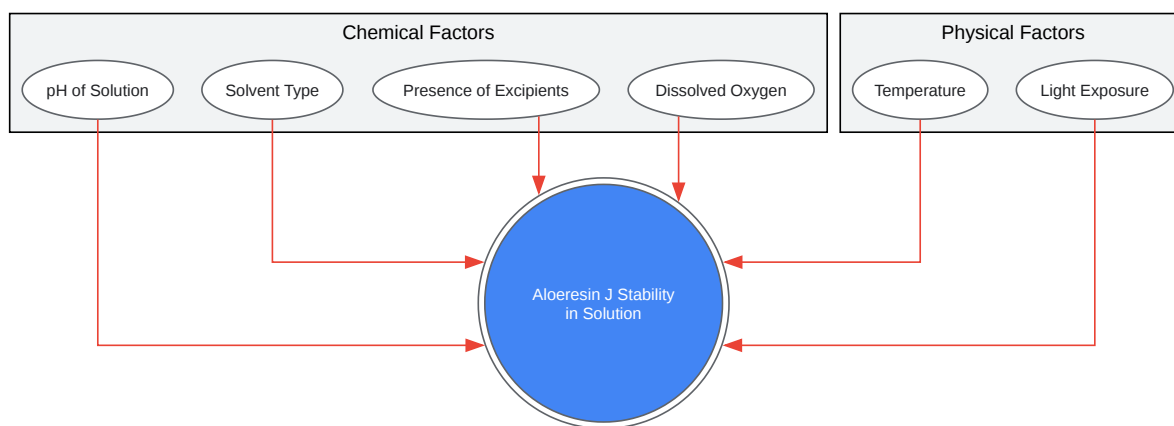 Chemical Factors
Physical Factors
pH of Solution
Solvent Type
Presence of Excipients
Dissolved Oxygen
Temperature
Light Exposure
Aloeresin J Stability
in Solution